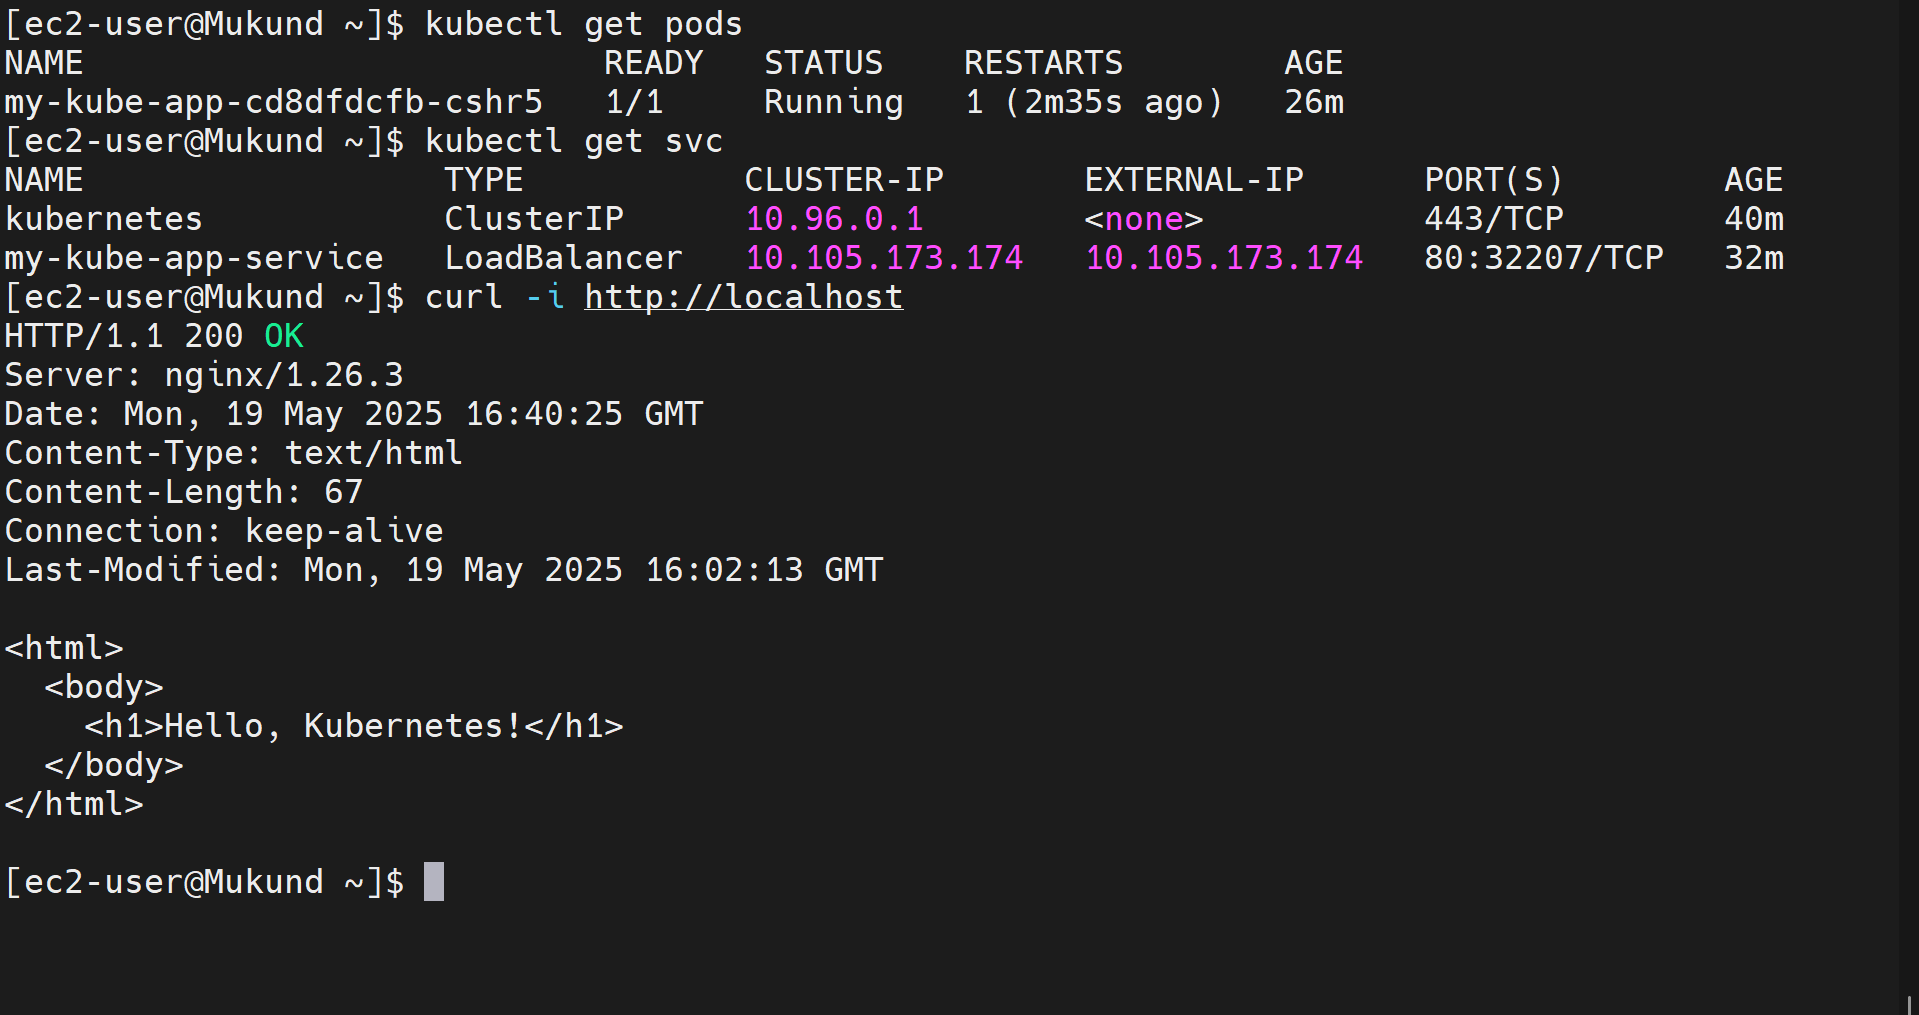 [ec2-user@Mukund ~]$ kubectl get pods
NAME                          READY   STATUS    RESTARTS        AGE
my-kube-app-cd8dfdcfb-cshr5   1/1     Running   1 (2m35s ago)   26m
[ec2-user@Mukund ~]$ kubectl get svc
NAME                  TYPE           CLUSTER-IP       EXTERNAL-IP      PORT(S)        AGE
kubernetes            ClusterIP      10.96.0.1        <none>           443/TCP        40m
my-kube-app-service   LoadBalancer   10.105.173.174   10.105.173.174   80:32207/TCP   32m
[ec2-user@Mukund ~]$ curl -i http://localhost
HTTP/1.1 200 OK
Server: nginx/1.26.3
Date: Mon, 19 May 2025 16:40:25 GMT
Content-Type: text/html
Content-Length: 67
Connection: keep-alive
Last-Modified: Mon, 19 May 2025 16:02:13 GMT

<html>
  <body>
    <h1>Hello, Kubernetes!</h1>
  </body>
</html>

[ec2-user@Mukund ~]$